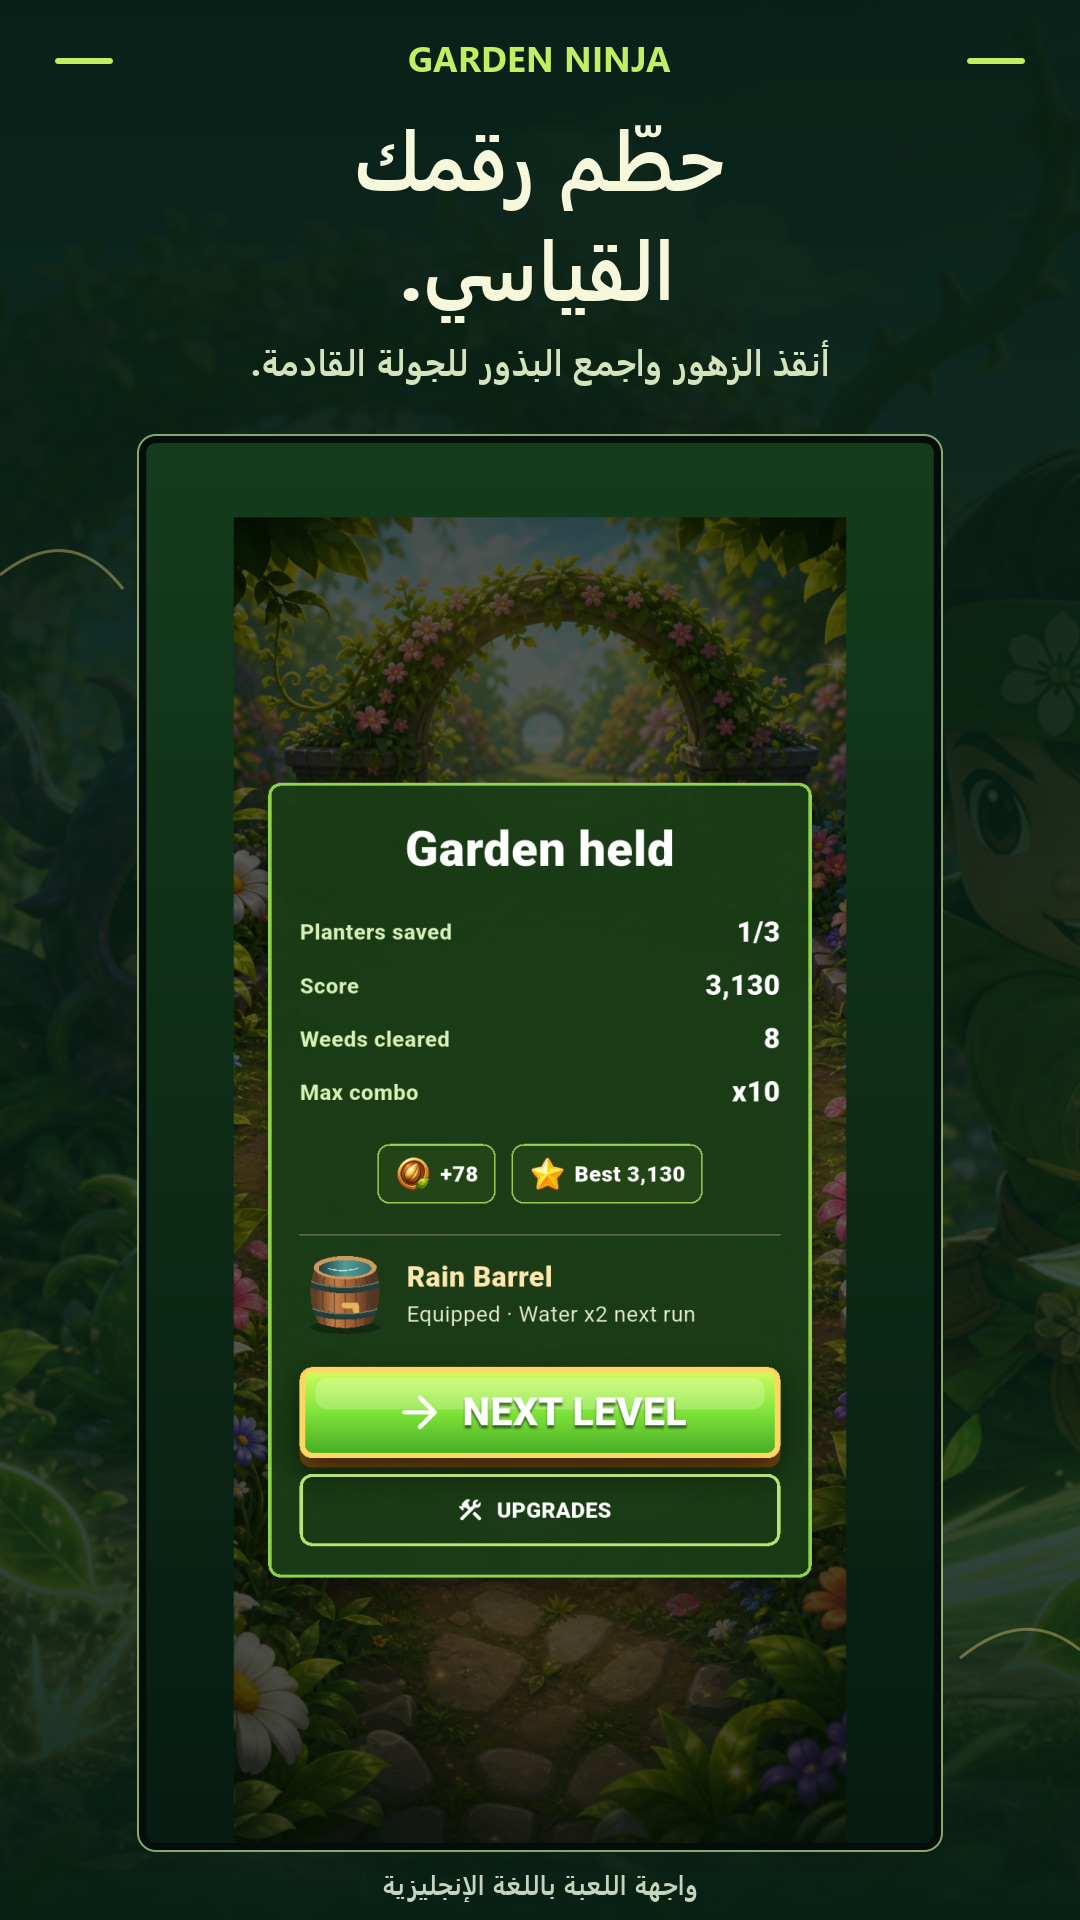 GARDEN NINJA
حطّم رقمك
القياسي.
أنقذ الزهور واجمع البذور للجولة القادمة.
Garden held
Planters saved 1/3
Score 3,130
Weeds cleared 8
Max combo x10
+78 Best 3,130
Rain Barrel
Equipped · Water x2 next run
NEXT LEVEL
UPGRADES
واجهة اللعبة باللغة الإنجليزية